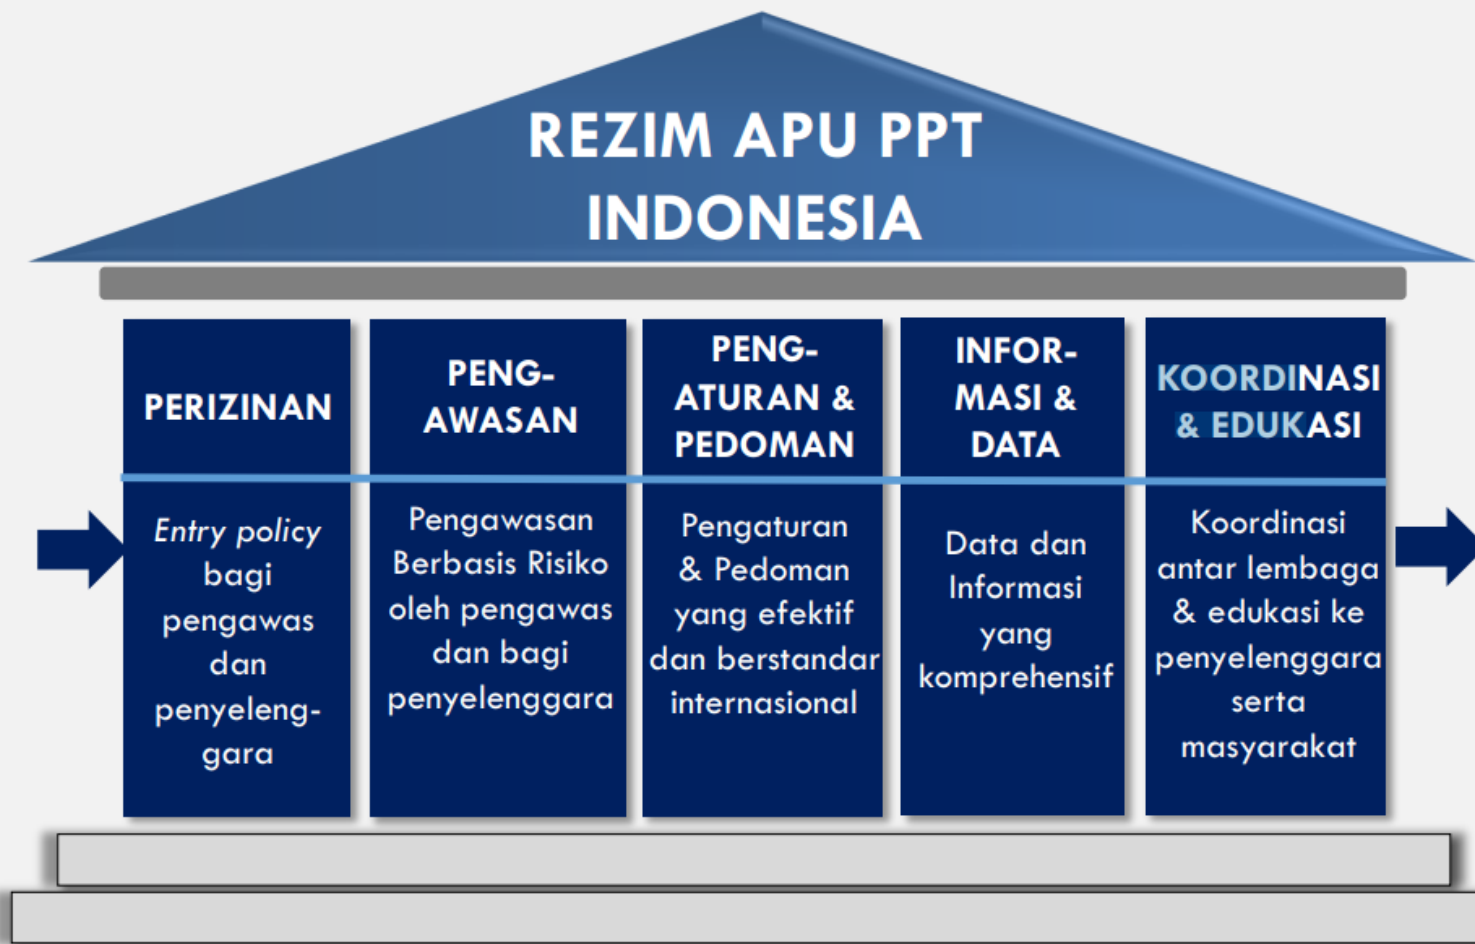 REZIM APU PPT
INDONESIA
PERIZINAN
Entry policy
bagi
pengawas
dan
penyeleng-
gara
PENG-
AWASAN
Pengawasan
Berbasis Risiko
oleh pengawas
dan bagi
penyelenggara
PENG-
ATURAN &
PEDOMAN
Pengaturan
& Pedoman
yang efektif
dan berstandar
internasional
INFOR-
MASI &
DATA
Data dan
Informasi
yang
komprehensif
KOORDINASI
& EDUKASI
Koordinasi
antar lembaga
& edukasi ke
penyelenggara
serta
masyarakat